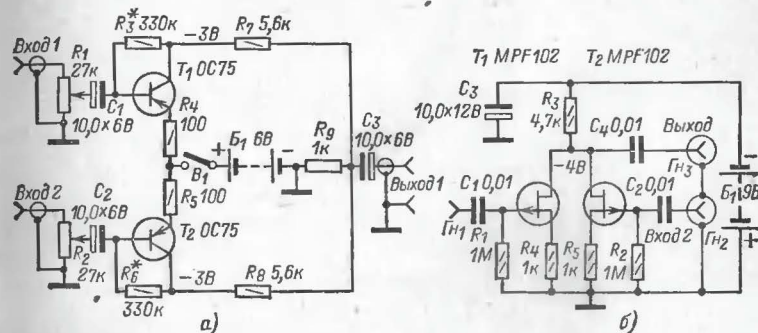 Вход 1
R1
27к
C1
10,0×6В
R3* 330к
-3В
R7 5,6к
T1 OC75
R4
100
+ Б1 6В -
R9
1к
C3
10,0×6В
В1
R5 100
Выход 1
Вход 2
C2
10,0×6В
R2
27к
T2 OC75
R6*
330к
-3В
R8 5,6к
а)
T1 MPF102
T2 MPF102
C3
10,0×12В
R3
4,7к
C4 0,01
Выход
Гн3
-4В
C1 0,01
Гн1
R1
1М
R4
1к
R5
1к
R2
1М
C2 0,01
Вход 2
Гн2
-
Б1 9В
+
б)